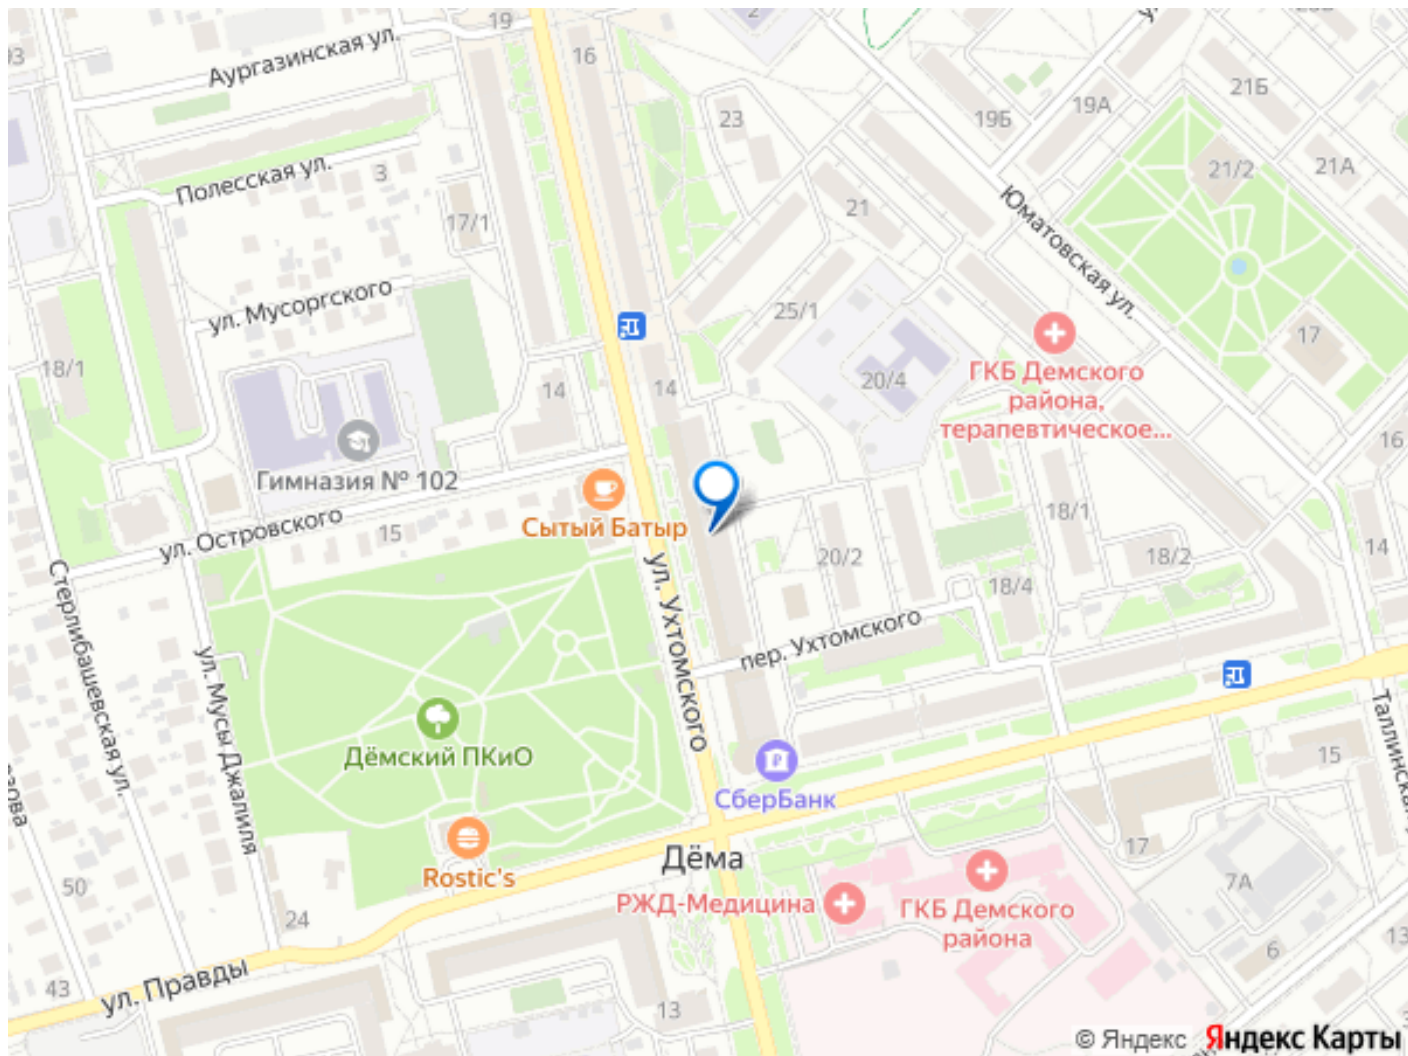 19
2
16
93
Аургазинская ул.
21Б
19А
19Б
23
21/2
21А
Полесская ул.
3
17/1
21
Юматовская ул.
ул. Мусоргского
25/1
17
18/1
14
14
20/4
ГКБ Демского
района,
терапевтическое...
16
Гимназия № 102
Сытый Батыр
ул. Островского
15
18/1
14
20/2
18/2
18/4
Стерлибашевская ул.
ул. Ухтомского
пер. Ухтомского
ул. Мусы Джалиля
Дёмский ПКиО
Таллинская
15
СберБанк
Rostic's
Дёма
17
50
24
РЖД-Медицина
ГКБ Демского
района
7А
13
6
43
ул. Правды
13
© Яндекс Яндекс Карты